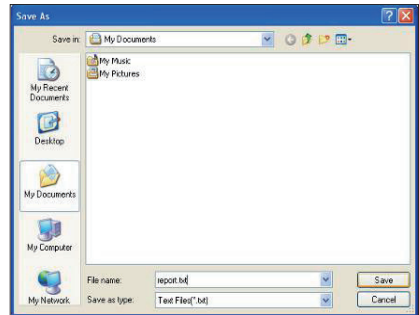 Save As
Save in: My Documents
My Music
My Pictures
My Recent
Documents
Desktop
My Documents
My Computer
My Network
File name: report.txt
Save
Save as type: Text Files(*.txt)
Cancel